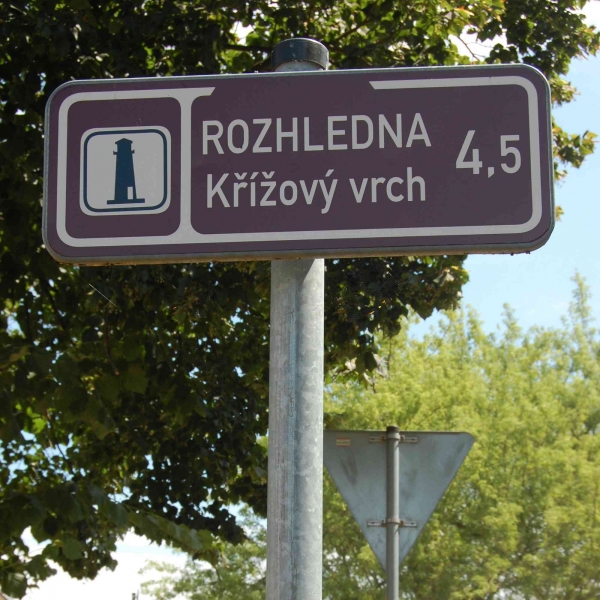 ROZHLEDNA
Křížový vrch
4,5